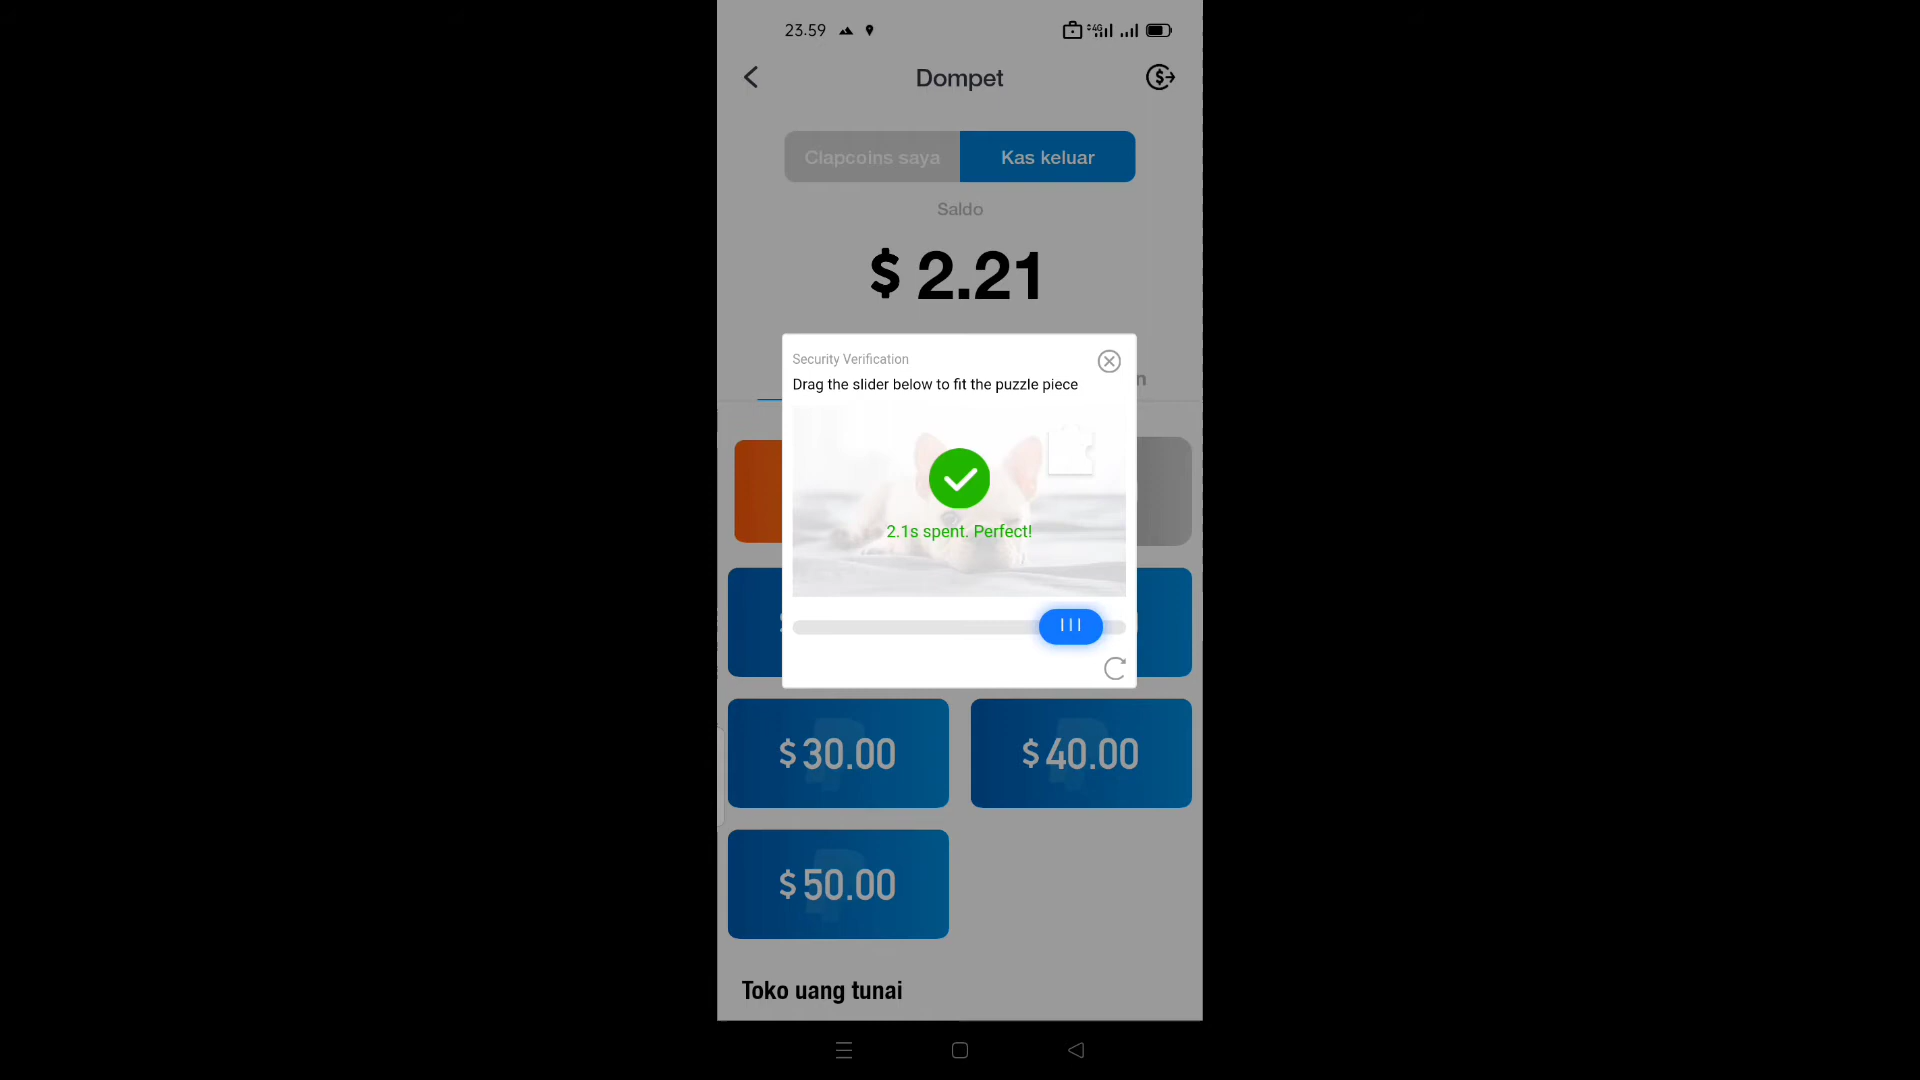 23.59
4G
Dompet
Clapcoins saya
Kas keluar
Saldo
$ 2.21
Security Verification
Drag the slider below to fit the puzzle piece
n
2.1s spent. Perfect!
$ 30.00
$ 40.00
$ 50.00
Toko uang tunai